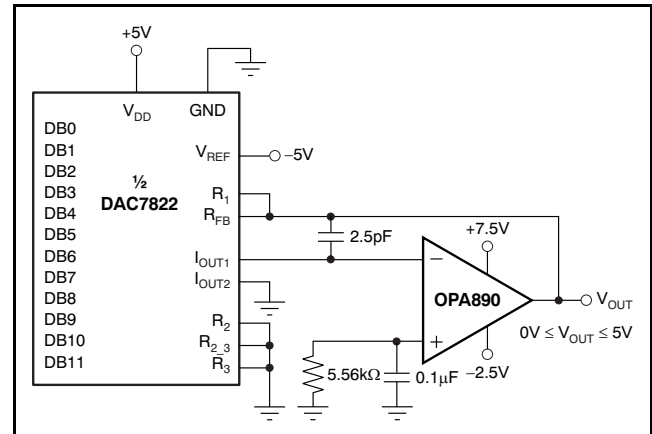 +5V
V_DD
GND
DB0
DB1
DB2
DB3
DB4
DB5
DB6
DB7
DB8
DB9
DB10
DB11
½
DAC7822
V_REF
–5V
R_1
R_FB
I_OUT1
I_OUT2
R_2
R_2_3
R_3
2.5pF
+7.5V
–
OPA890
+
V_OUT
0V ≤ V_OUT ≤ 5V
5.56kΩ
0.1μF
–2.5V